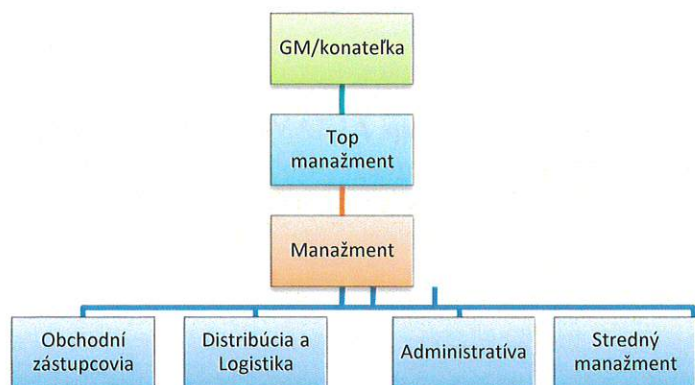 GM/konateľka
Top
manažment
Manažment
Obchodní
zástupcovia
Distribúcia a
Logistika
Administratíva
Stredný
manažment